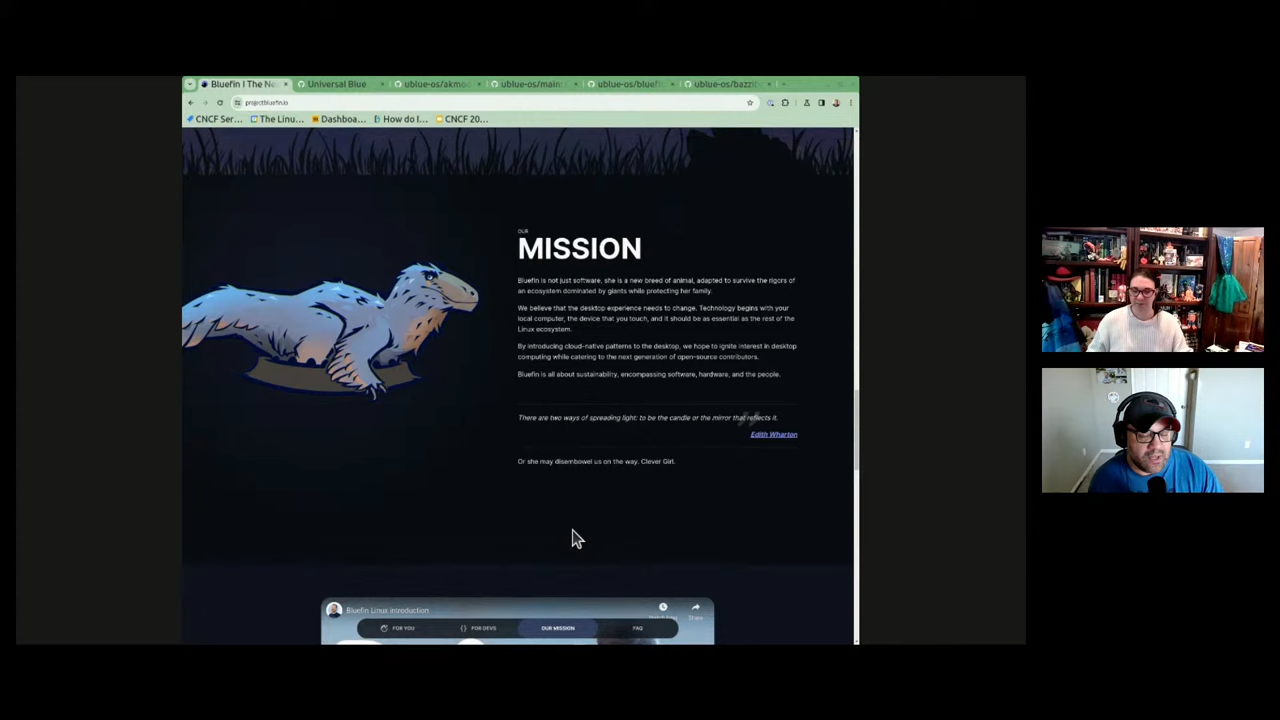 Bluefin | The Ne
Universal Blue
ublue-os/akmod
ublue-os/main
ublue-os/bluefi
ublue-os/bazzi
projectbluefin.io
CNCF Ser...
The Linu...
Dashboa...
How do I...
CNCF 20...
OUR
MISSION
Bluefin is not just software, she is a new breed of animal, adapted to survive the rigors of
an ecosystem dominated by giants while protecting her family.
We believe that the desktop experience needs to change. Technology begins with your
local computer, the device that you touch, and it should be as essential as the rest of the
Linux ecosystem.
By introducing cloud-native patterns to the desktop, we hope to ignite interest in desktop
computing while catering to the next generation of open-source contributors.
Bluefin is all about sustainability, encompassing software, hardware, and the people.
There are two ways of spreading light: to be the candle or the mirror that reflects it.
Edith Wharton
Or she may disembowel us on the way. Clever Girl.
Bluefin Linux introduction
Share
FOR YOU
FOR DEVS
OUR MISSION
FAQ